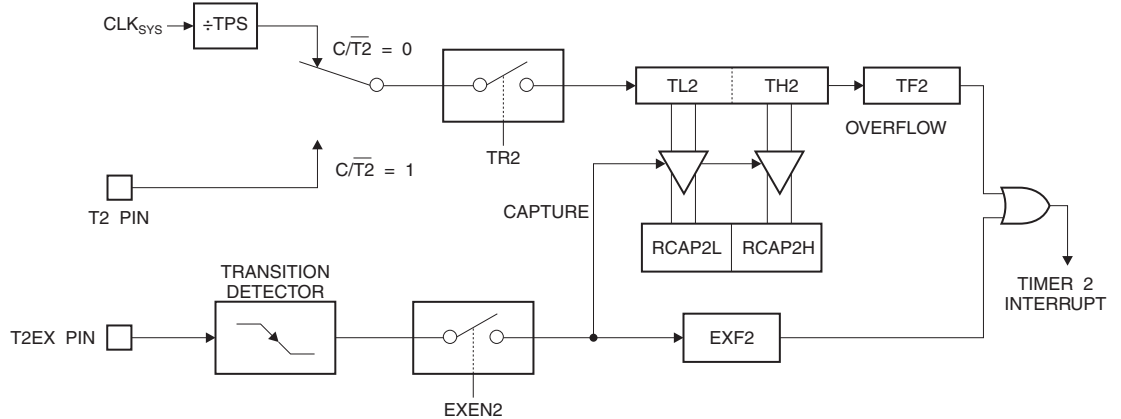 CLKSYS
÷TPS
C/T2̅ = 0
TL2
TH2
TF2
OVERFLOW
TR2
C/T2̅ = 1
T2 PIN
CAPTURE
RCAP2L
RCAP2H
TRANSITION
DETECTOR
TIMER 2
INTERRUPT
T2EX PIN
EXF2
EXEN2